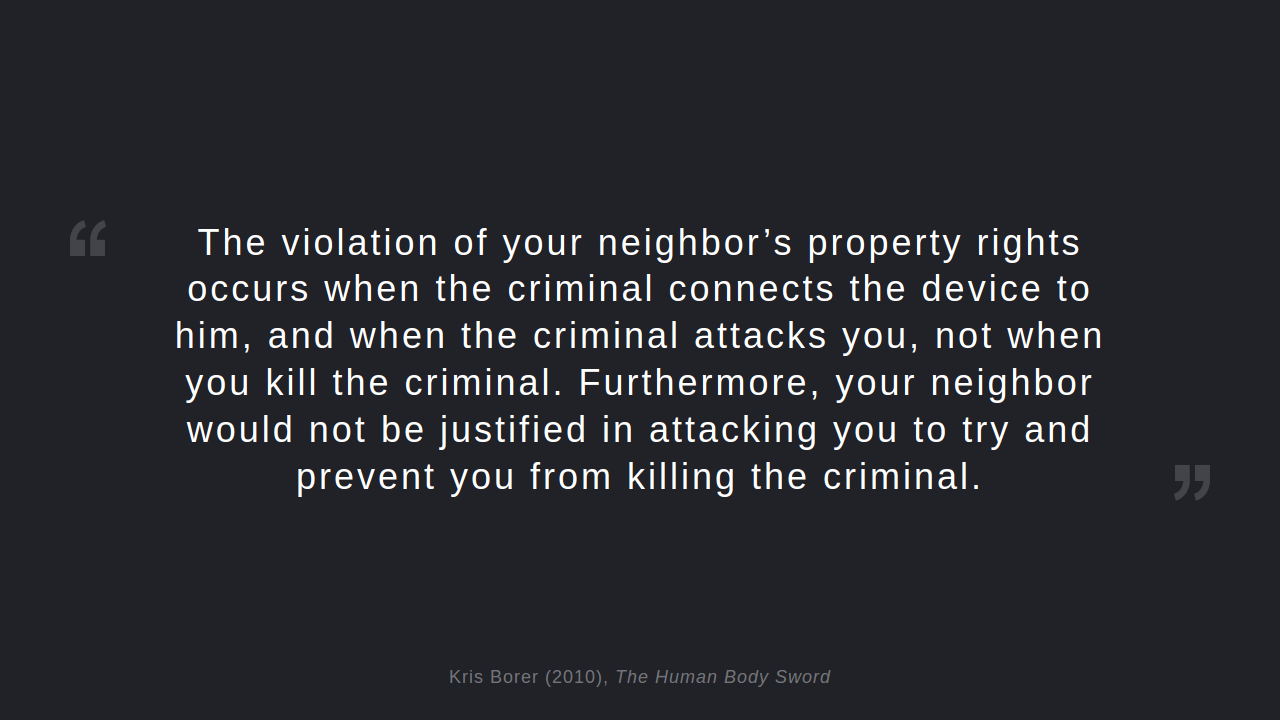 “
The violation of your neighbor’s property rights
occurs when the criminal connects the device to
him, and when the criminal attacks you, not when
you kill the criminal. Furthermore, your neighbor
would not be justified in attacking you to try and
prevent you from killing the criminal.
”
Kris Borer (2010), The Human Body Sword